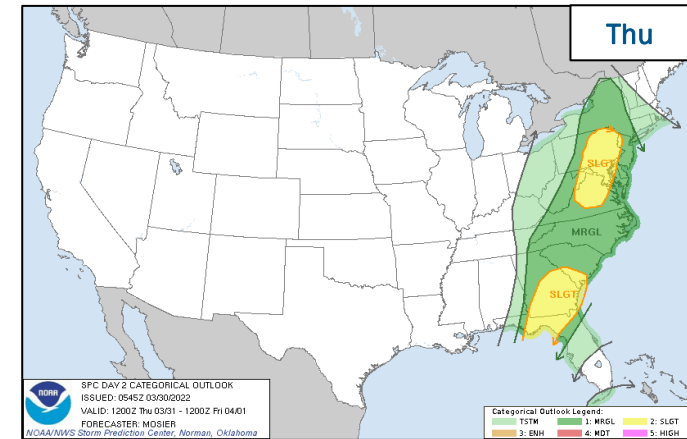 Thu
SLGT
MRGL
SLGT
NOAA
SPC DAY 2 CATEGORICAL OUTLOOK
ISSUED: 0545Z 03/30/2022
VALID: 1200Z Thu 03/31 - 1200Z Fri 04/01
FORECASTER: MOSIER
NOAA/NWS Storm Prediction Center, Norman, Oklahoma
Categorical Outlook Legend:
TSTM 1: MRGL 2: SLGT
3: ENH 4: MDT 5: HIGH